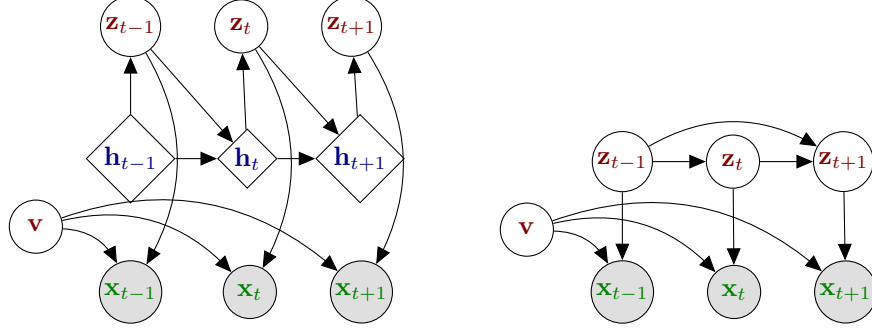 z_{t−1} z_t z_{t+1}
h_{t−1} h_t h_{t+1}
z_{t−1} z_t z_{t+1}
v
v
x_{t−1} x_t x_{t+1}
x_{t−1} x_t x_{t+1}